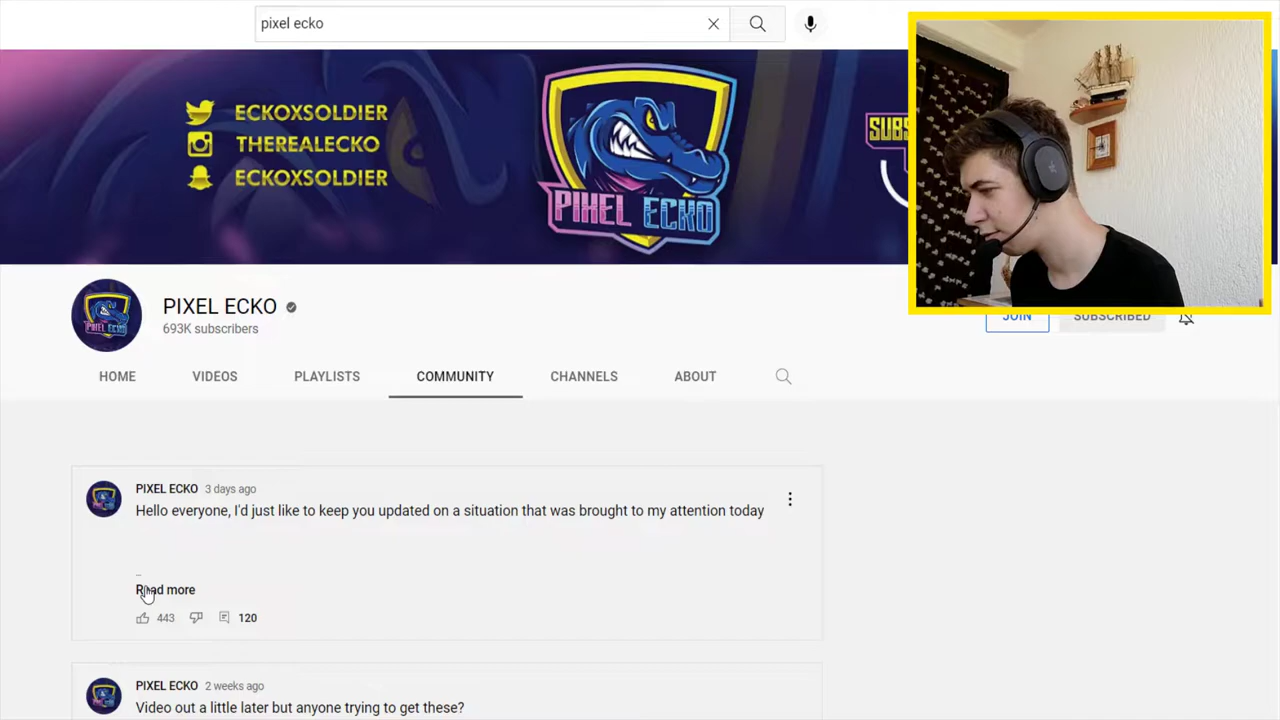 pixel ecko
ECKOXSOLDIER
THEREALECKO
ECKOXSOLDIER
PIXEL ECKO
SUBS
PIXEL ECKO
PIXEL ECKO
693K subscribers
JOIN
SUBSCRIBED
HOME
VIDEOS
PLAYLISTS
COMMUNITY
CHANNELS
ABOUT
PIXEL ECKO 3 days ago
Hello everyone, I'd just like to keep you updated on a situation that was brought to my attention today
...
Read more
443
120
PIXEL ECKO 2 weeks ago
Video out a little later but anyone trying to get these?